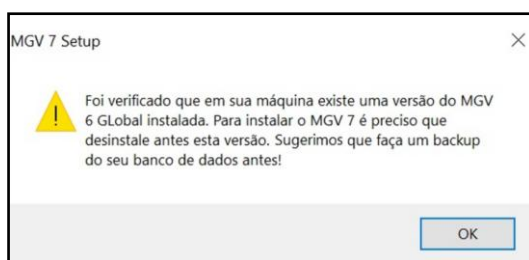 MGV 7 Setup
Foi verificado que em sua máquina existe uma versão do MGV
6 GLobal instalada. Para instalar o MGV 7 é preciso que
desinstale antes esta versão. Sugerimos que faça um backup
do seu banco de dados antes!
OK